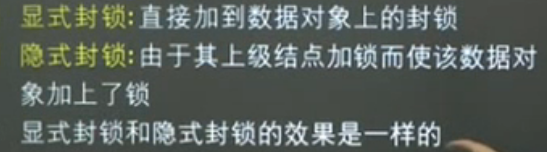 显式封锁:直接加到数据对象上的封锁
隐式封锁:由于其上级结点加锁而使该数据对
象加上了锁
显式封锁和隐式封锁的效果是一样的